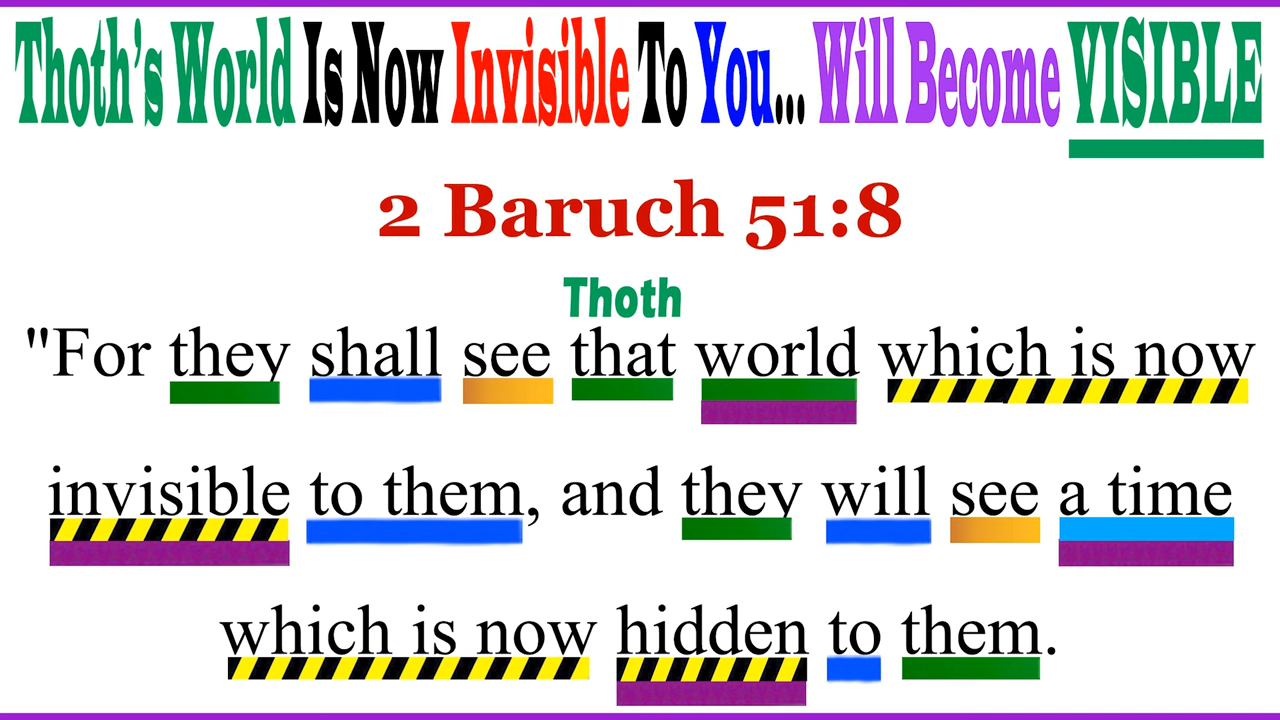 Thoth's World Is Now Invisible To You... Will Become VISIBLE
2 Baruch 51:8
Thoth
"For they shall see that world which is now
invisible to them, and they will see a time
which is now hidden to them.